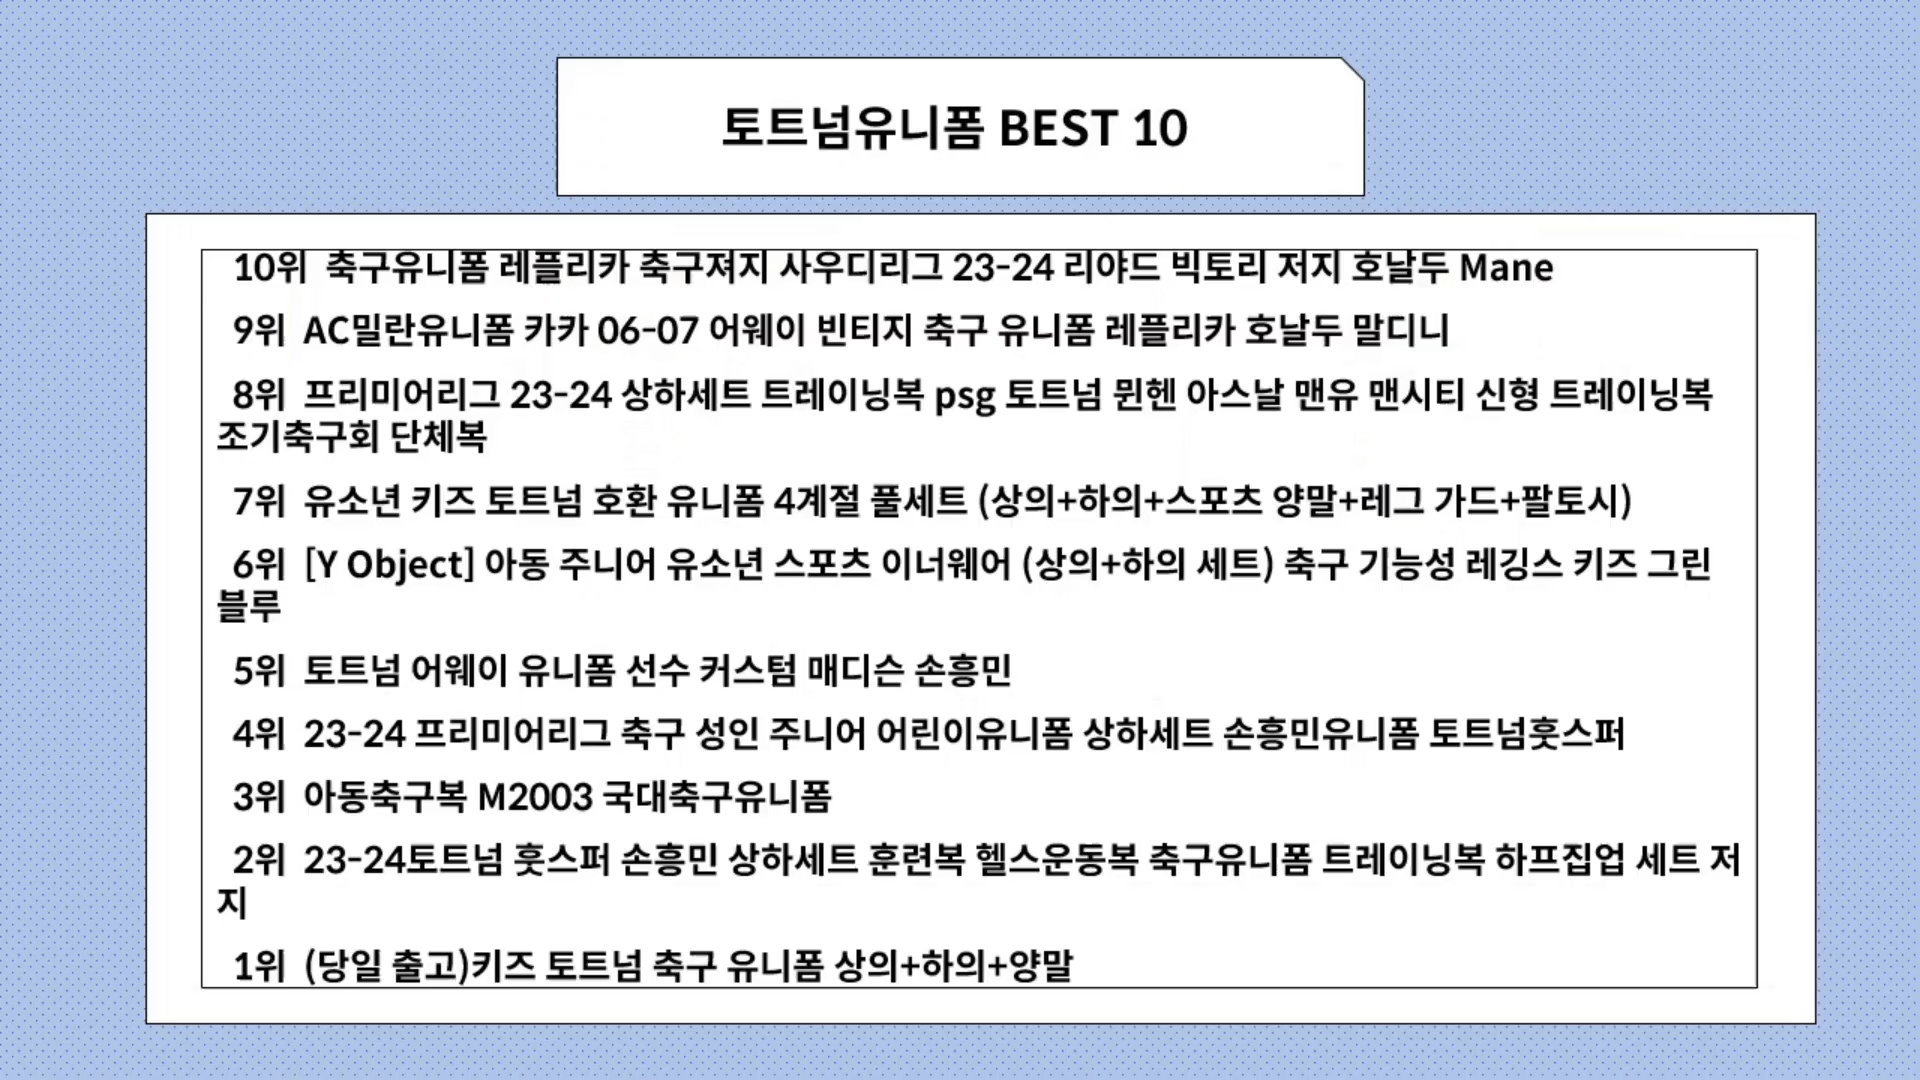 토트넘유니폼 BEST 10
10위 축구유니폼 레플리카 축구져지 사우디리그 23-24 리야드 빅토리 저지 호날두 Mane
9위 AC밀란유니폼 카카 06-07 어웨이 빈티지 축구 유니폼 레플리카 호날두 말디니
8위 프리미어리그 23-24 상하세트 트레이닝복 psg 토트넘 뮌헨 아스날 맨유 맨시티 신형 트레이닝복
조기축구회 단체복
7위 유소년 키즈 토트넘 호환 유니폼 4계절 풀세트 (상의+하의+스포츠 양말+레그 가드+팔토시)
6위 [Y Object] 아동 주니어 유소년 스포츠 이너웨어 (상의+하의 세트) 축구 기능성 레깅스 키즈 그린
블루
5위 토트넘 어웨이 유니폼 선수 커스텀 매디슨 손흥민
4위 23-24 프리미어리그 축구 성인 주니어 어린이유니폼 상하세트 손흥민유니폼 토트넘훗스퍼
3위 아동축구복 M2003 국대축구유니폼
2위 23-24토트넘 훗스퍼 손흥민 상하세트 훈련복 헬스운동복 축구유니폼 트레이닝복 하프집업 세트 저
지
1위 (당일 출고)키즈 토트넘 축구 유니폼 상의+하의+양말